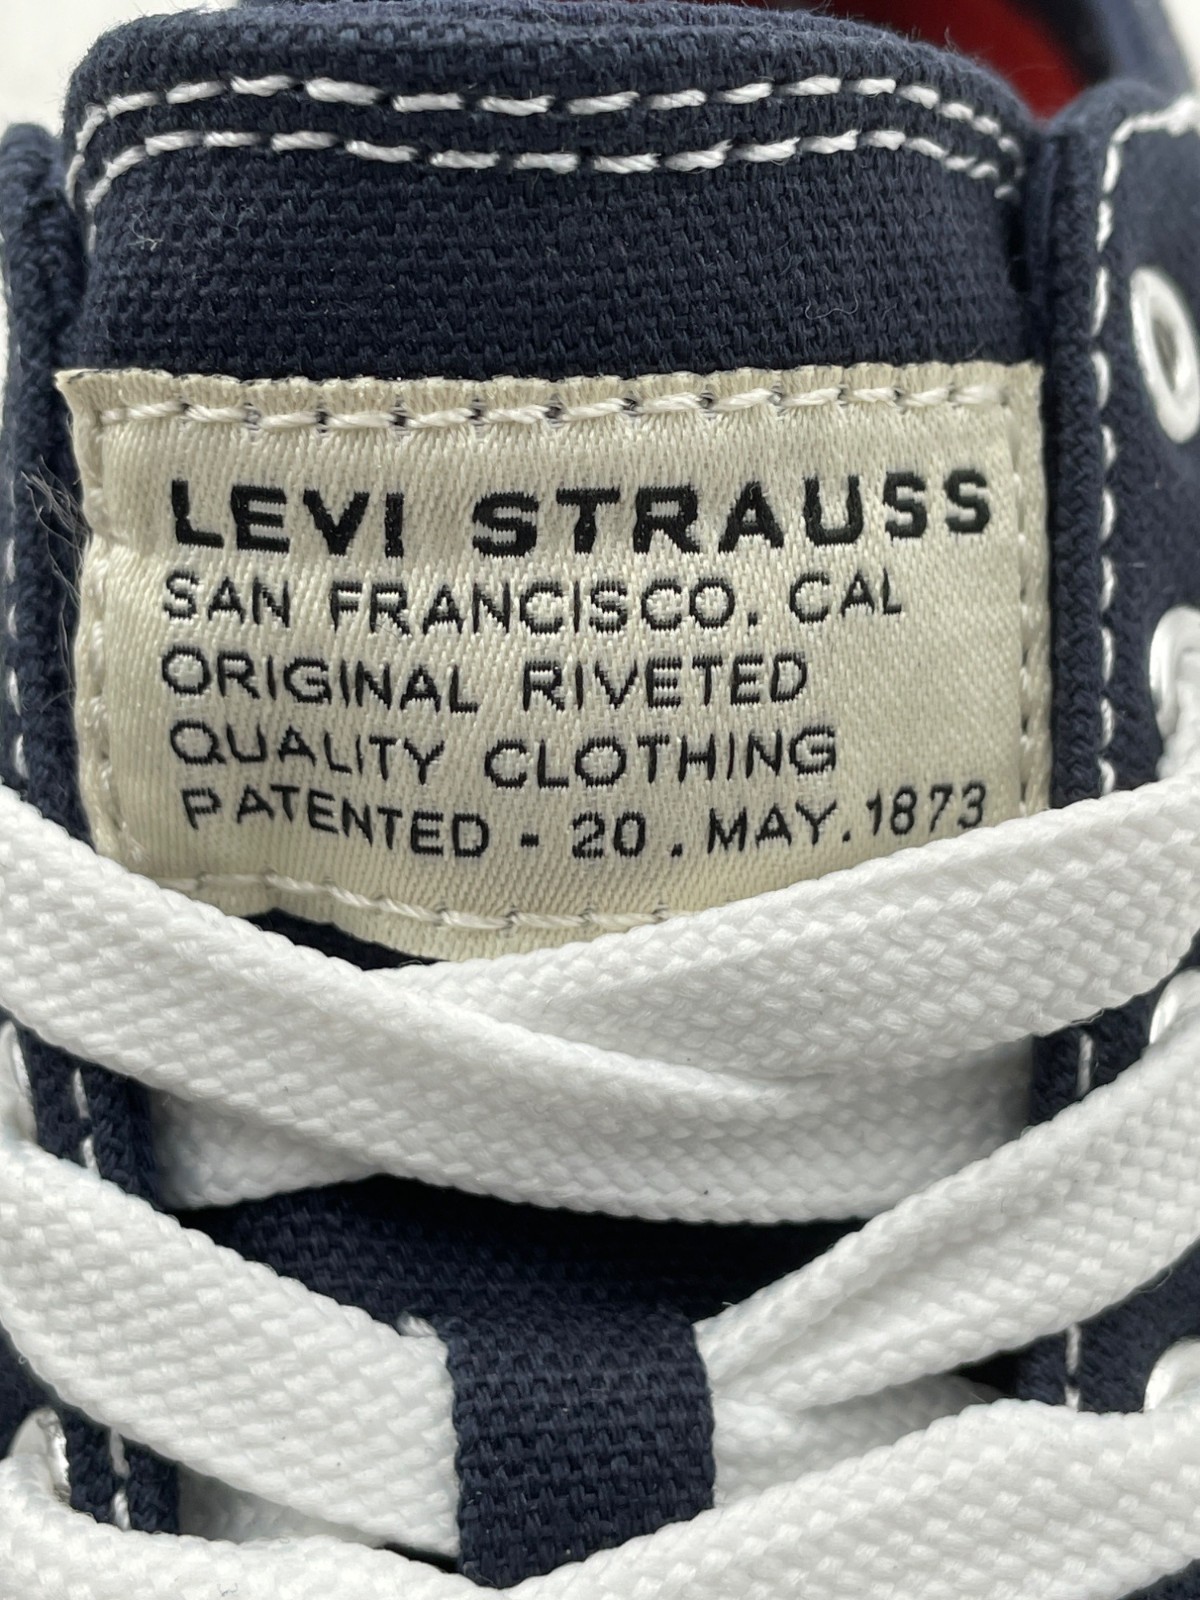 LEVI STRAUSS
SAN FRANCISCO. CAL
ORIGINAL RIVETED
QUALITY CLOTHING
PATENTED - 20 . MAY . 1873